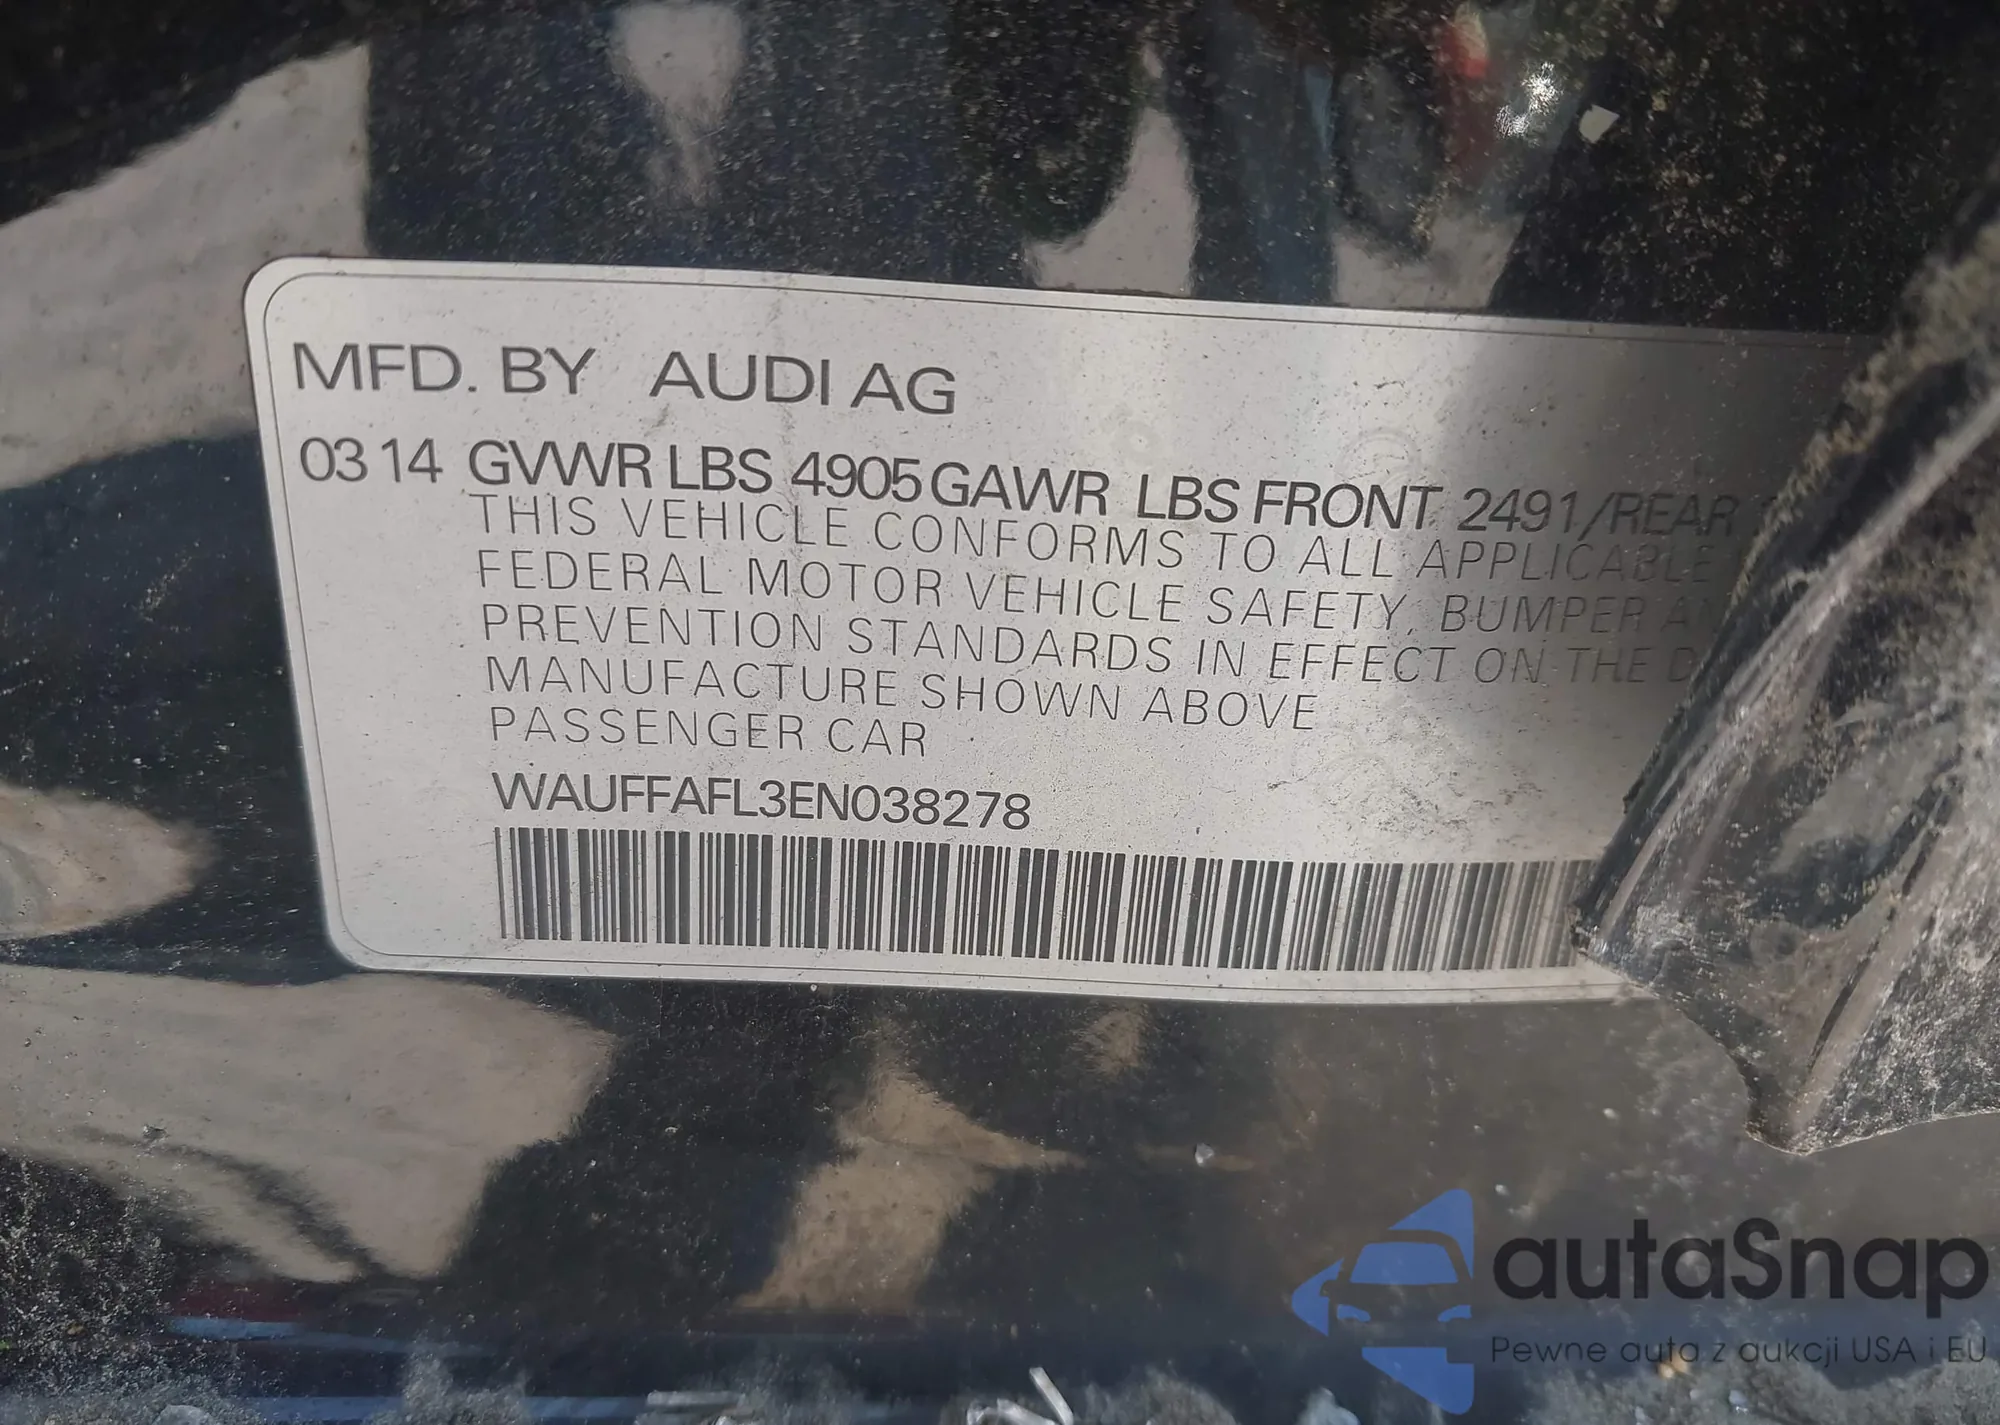 MFD. BY AUDI AG
03 14 GVWR LBS 4905 GAWR LBS FRONT 2491/REAR
THIS VEHICLE CONFORMS TO ALL APPLICABLE
FEDERAL MOTOR VEHICLE SAFETY, BUMPER
PREVENTION STANDARDS IN EFFECT ON THE
MANUFACTURE SHOWN ABOVE
PASSENGER CAR
WAUFFAFL3EN038278
autaSnap
Pewne auta z aukcji USA i EU